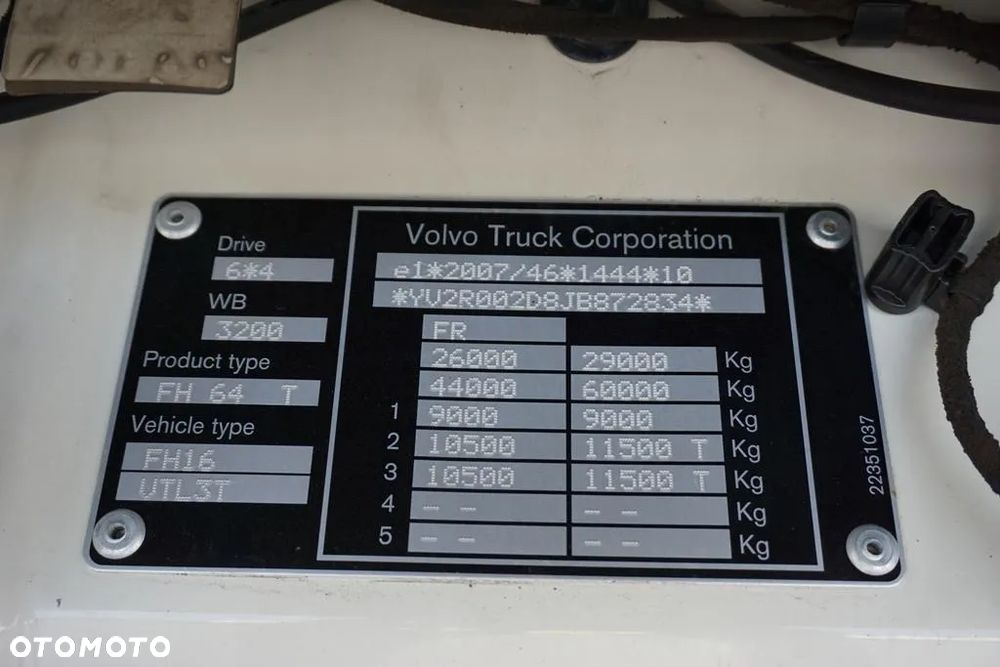 Volvo Truck Corporation
Drive
6*4
WB
3200
Product type
FH 64 T
Vehicle type
FH16
VTL3T
e1*2007/46*1444*10
*YV2R002D8JB872834*
FR
26000 29000 Kg
44000 60000 Kg
1 9000 9000 Kg
2 10500 11500 T Kg
3 10500 11500 T Kg
4 – – – – Kg
5 – – – – Kg
22351037
OTOMOTO